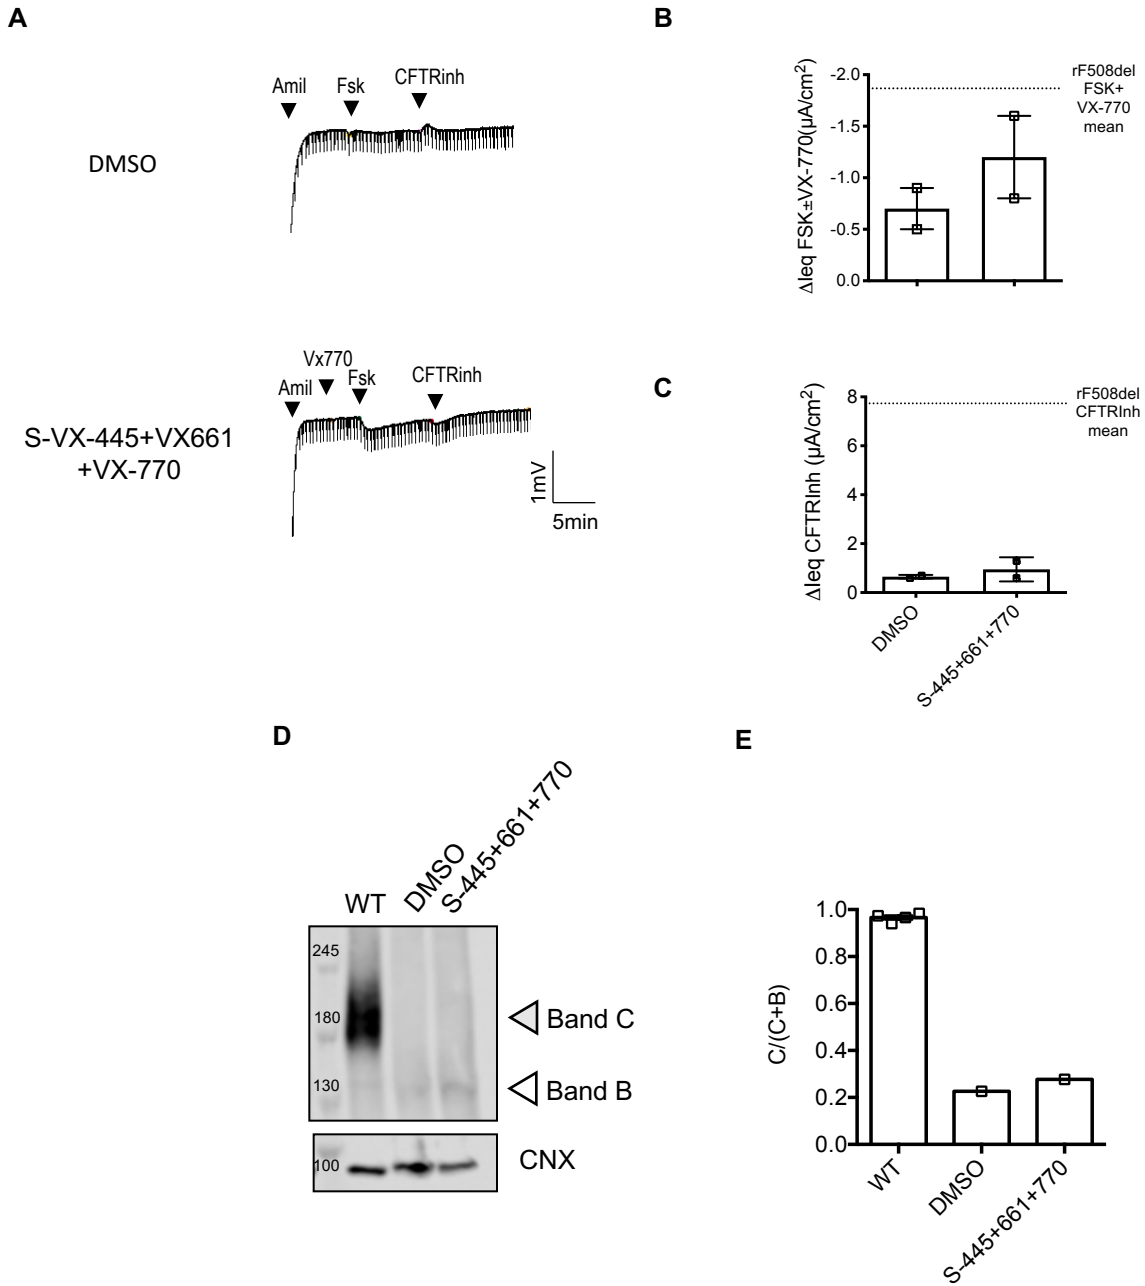 A
Amil
Fsk
CFTRinh
DMSO
Vx770
Amil
Fsk
CFTRinh
S-VX-445+VX661
+VX-770
1mV
5min
B
ΔIeq FSK±VX-770(μA/cm2)
-2.0
-1.5
-1.0
-0.5
0.0
rF508del
FSK+
VX-770
mean
C
ΔIeq CFTRInh (μA/cm2)
8
6
4
2
0
rF508del
CFTRInh
mean
DMSO
S-445+661+770
D
WT
DMSO
S-445+661+770
245
180
130
Band C
Band B
100
CNX
E
C/(C+B)
1.0
0.8
0.6
0.4
0.2
0.0
WT
DMSO
S-445+661+770